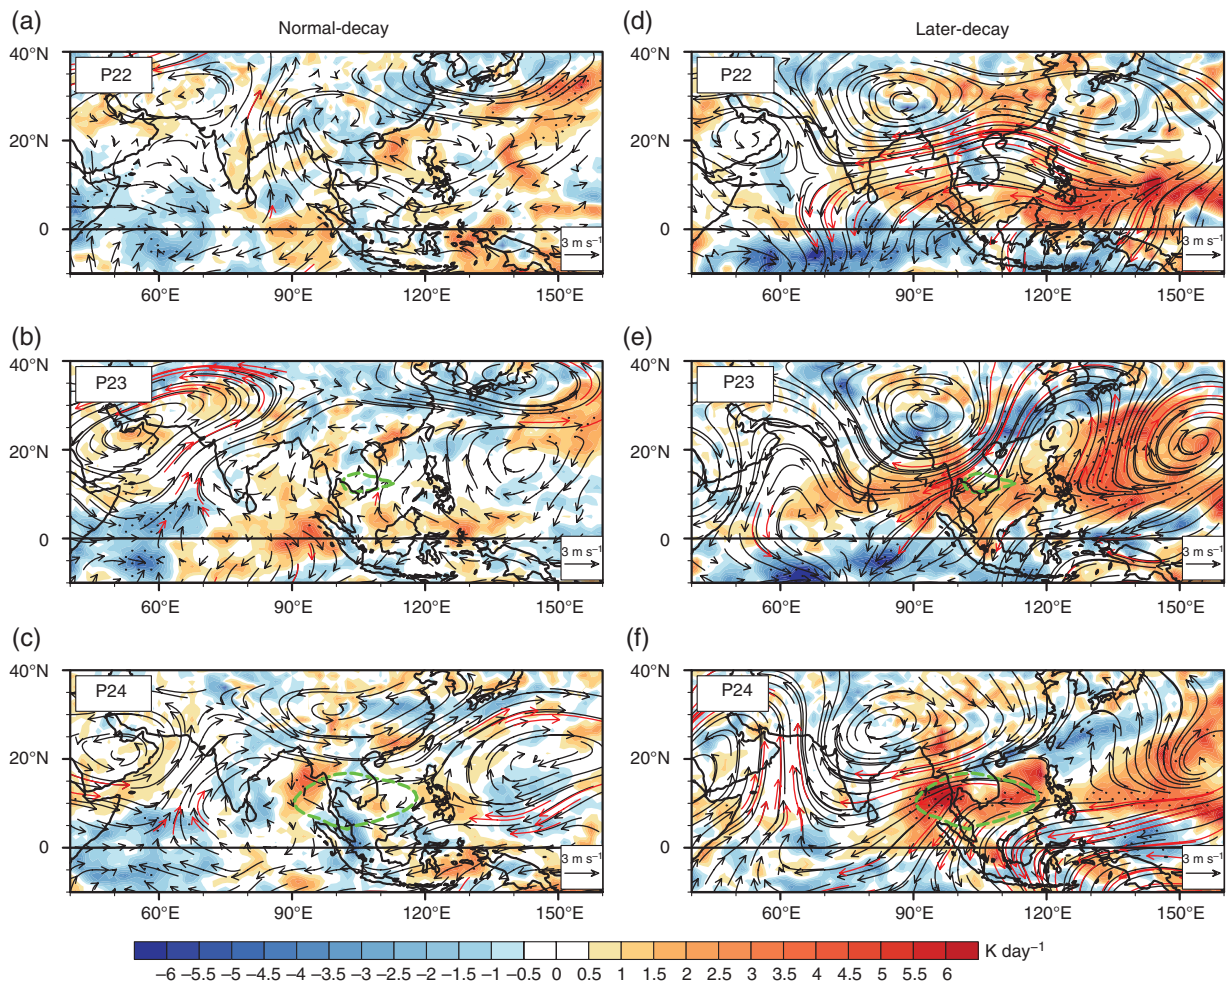 (a) Normal-decay (d) Later-decay
40°N P22 40°N P22
20°N 20°N
0 0
3 m s⁻¹ 3 m s⁻¹
60°E 90°E 120°E 150°E 60°E 90°E 120°E 150°E
(b) (e)
40°N P23 40°N P23
20°N 20°N
0 0
3 m s⁻¹ 3 m s⁻¹
60°E 90°E 120°E 150°E 60°E 90°E 120°E 150°E
(c) (f)
40°N P24 40°N P24
20°N 20°N
0 0
3 m s⁻¹ 3 m s⁻¹
60°E 90°E 120°E 150°E 60°E 90°E 120°E 150°E
K day⁻¹
−6 −5.5 −5 −4.5 −4 −3.5 −3 −2.5 −2 −1.5 −1 −0.5 0 0.5 1 1.5 2 2.5 3 3.5 4 4.5 5 5.5 6